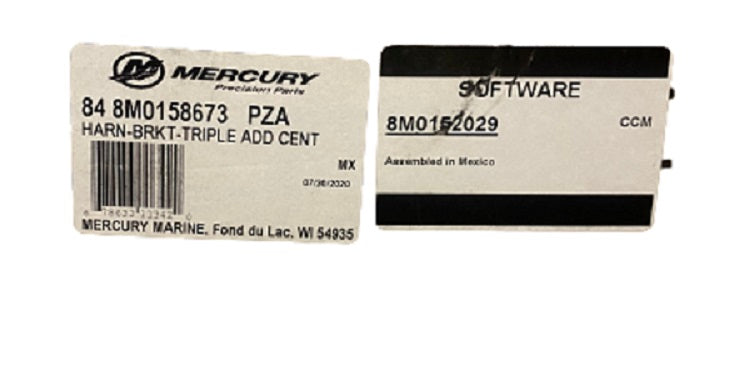 MERCURY
Precision Parts
84 8M0158673 PZA
HARN-BRKT-TRIPLE ADD CENT
MX
07/30/2020
MERCURY MARINE, Fond du Lac, WI 54935
SOFTWARE
8M0152029 CCM
Assembled in Mexico